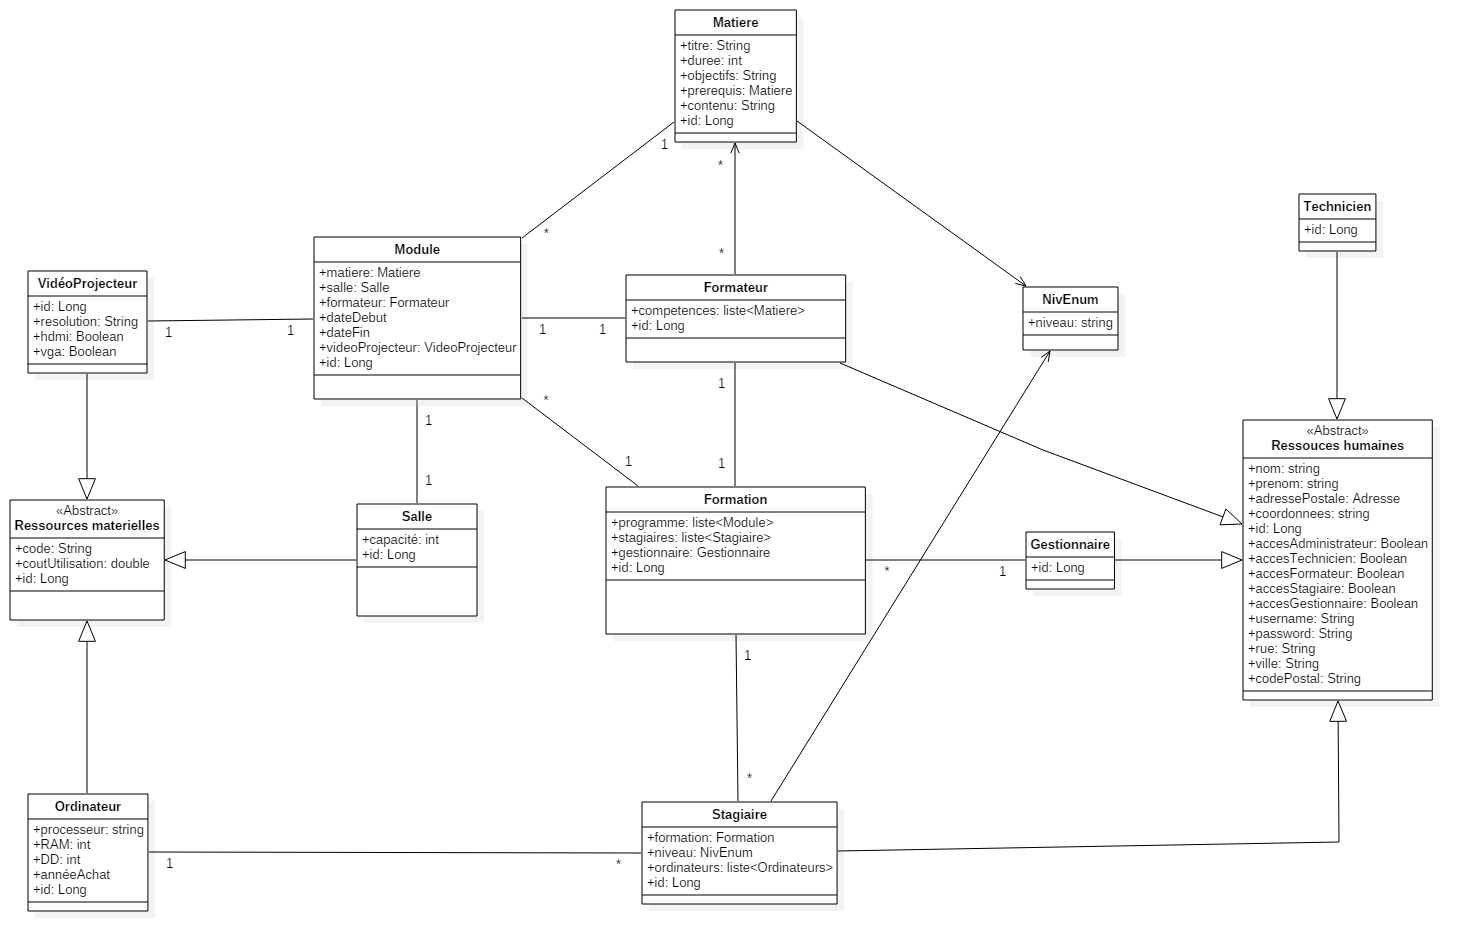 Matiere
+titre: String
+duree: int
+objectifs: String
+prerequis: Matiere
+contenu: String
+id: Long
1
*
*
*
Technicien
+id: Long
Module
+matiere: Matiere
+salle: Salle
+formateur: Formateur
+dateDebut
+dateFin
+videoProjecteur: VideoProjecteur
+id: Long
VidéoProjecteur
+id: Long
+resolution: String
+hdmi: Boolean
+vga: Boolean
1
1
1
1
Formateur
+competences: liste<Matiere>
+id: Long
NivEnum
+niveau: string
1
1
*
1
1
1
«Abstract»
Ressouces humaines
+nom: string
+prenom: string
+adressePostale: Adresse
+coordonnees: string
+id: Long
+accesAdministrateur: Boolean
+accesTechnicien: Boolean
+accesFormateur: Boolean
+accesStagiaire: Boolean
+accesGestionnaire: Boolean
+username: String
+password: String
+rue: String
+ville: String
+codePostal: String
«Abstract»
Ressources materielles
+code: String
+coutUtilisation: double
+id: Long
Salle
+capacité: int
+id: Long
Formation
+programme: liste<Module>
+stagiaires: liste<Stagiaire>
+gestionnaire: Gestionnaire
+id: Long
*
1
Gestionnaire
+id: Long
1
*
Ordinateur
+processeur: string
+RAM: int
+DD: int
+annéeAchat
+id: Long
1
*
Stagiaire
+formation: Formation
+niveau: NivEnum
+ordinateurs: liste<Ordinateurs>
+id: Long